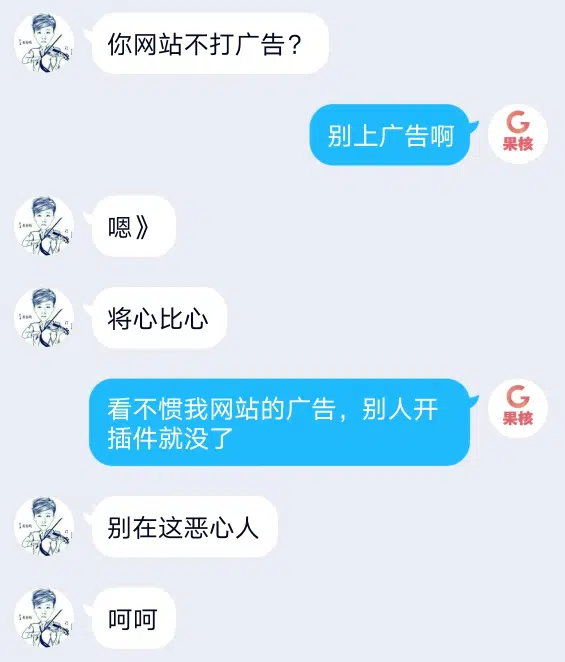 你网站不打广告?
别上广告啊
果核
嗯》
将心比心
看不惯我网站的广告，别人开
插件就没了
果核
别在这恶心人
呵呵